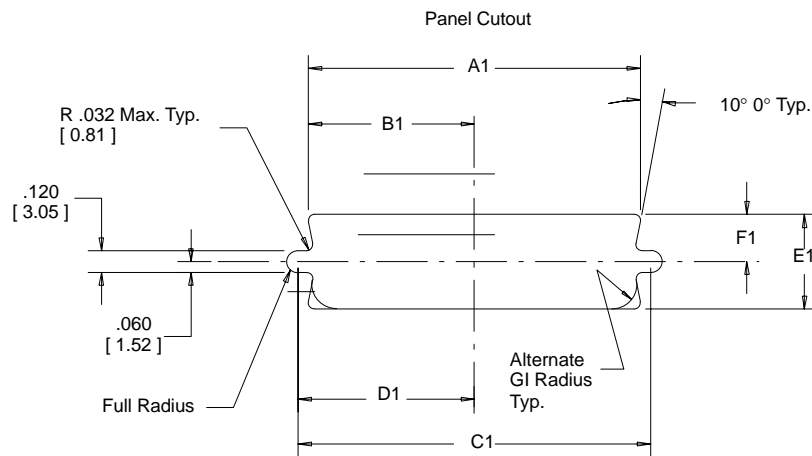 Panel Cutout
A1
R .032 Max. Typ.
[ 0.81 ]
B1
10° 0° Typ.
.120
[ 3.05 ]
F1
E1
.060
[ 1.52 ]
Alternate
GI Radius
Typ.
Full Radius
D1
C1